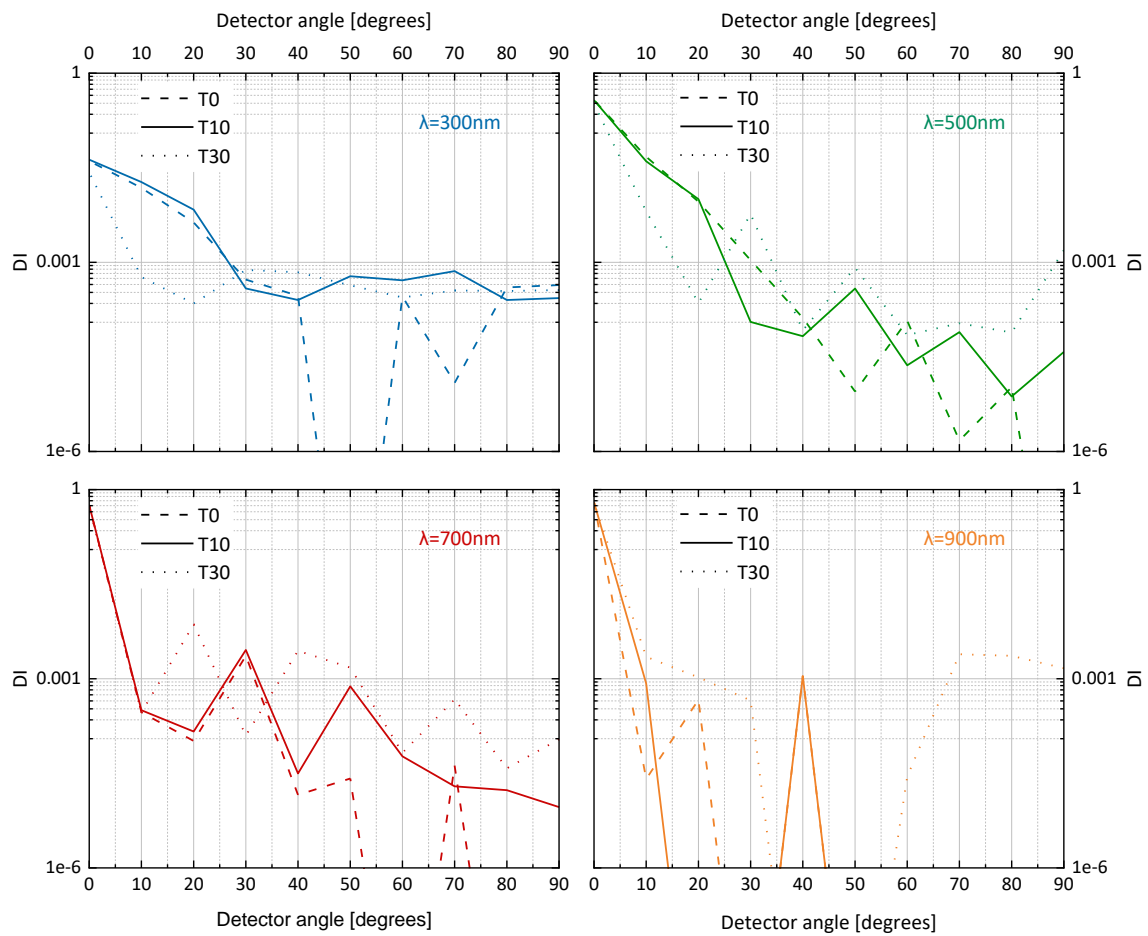 Detector angle [degrees] Detector angle [degrees]
0 10 20 30 40 50 60 70 80 90 0 10 20 30 40 50 60 70 80 90
1 1
T0 T0
T10 λ=300nm T10 λ=500nm
T30 T30
DI 0.001 0.001 DI
1e-6 1e-6
1 1
T0 T0
T10 λ=700nm T10 λ=900nm
T30 T30
DI 0.001 0.001 DI
1e-6 1e-6
0 10 20 30 40 50 60 70 80 90 0 10 20 30 40 50 60 70 80 90
Detector angle [degrees] Detector angle [degrees]